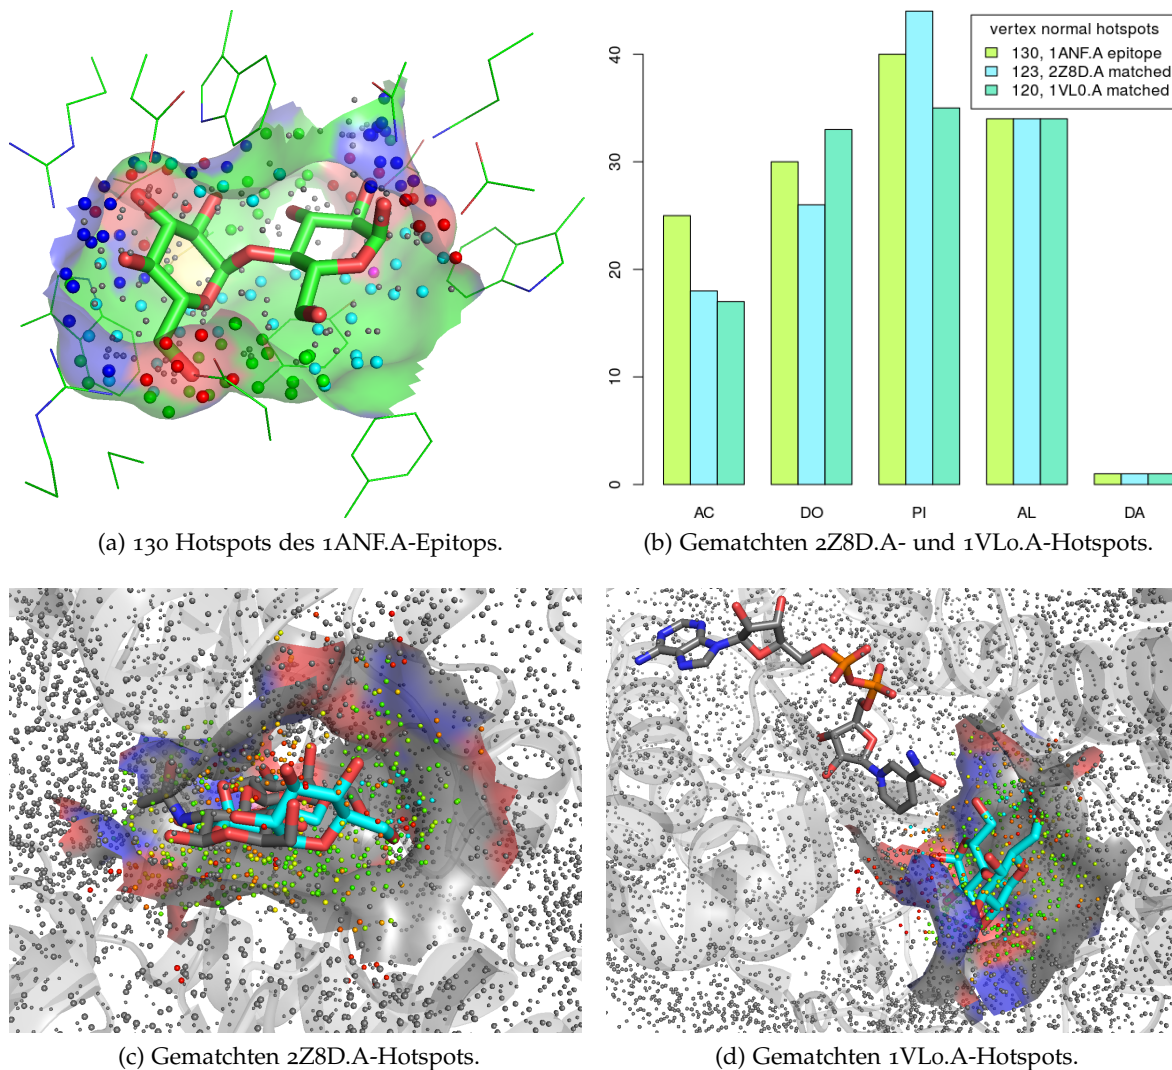 vertex normal hotspots
130, 1ANF.A epitope
123, 2Z8D.A matched
120, 1VL0.A matched
40
30
20
10
0
AC DO PI AL DA
(a) 130 Hotspots des 1ANF.A-Epitops.
(b) Gematchten 2Z8D.A- und 1VL0.A-Hotspots.
(c) Gematchten 2Z8D.A-Hotspots.
(d) Gematchten 1VL0.A-Hotspots.